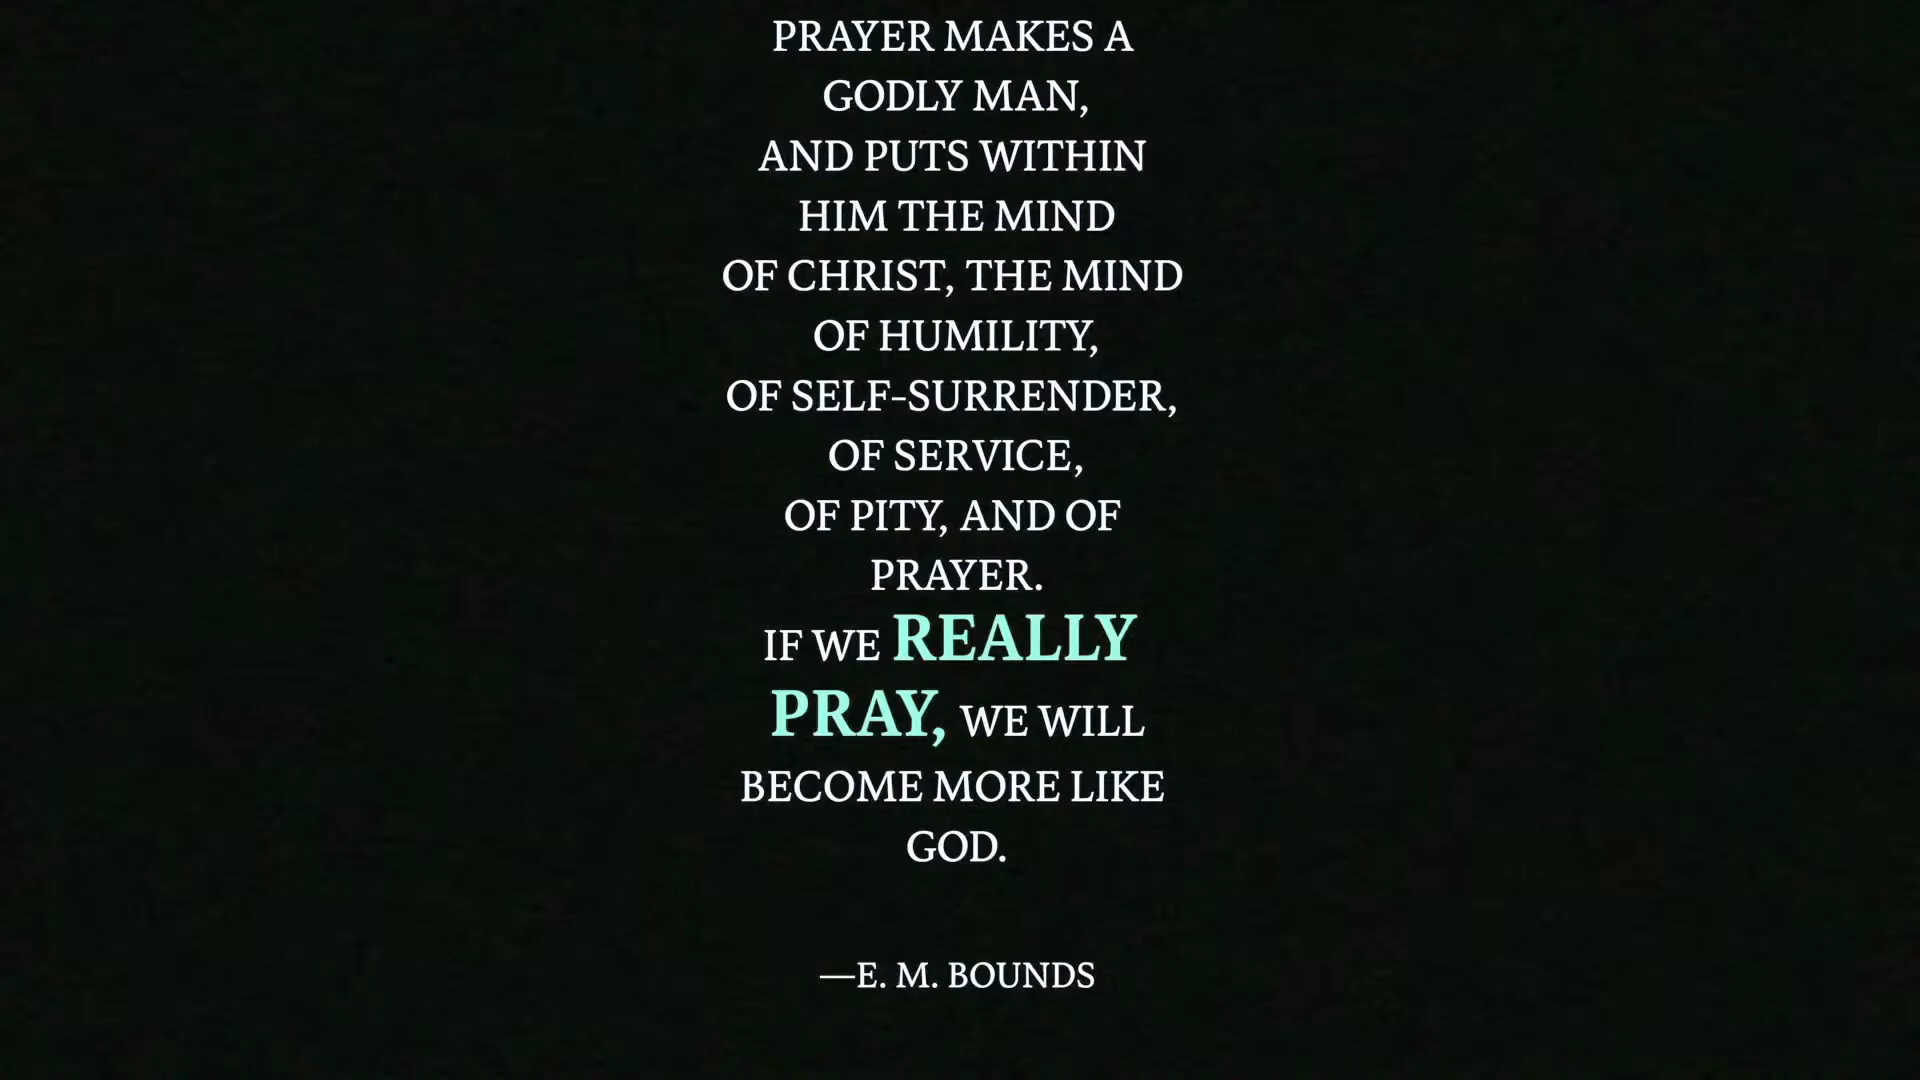 PRAYER MAKES A
GODLY MAN,
AND PUTS WITHIN
HIM THE MIND
OF CHRIST, THE MIND
OF HUMILITY,
OF SELF-SURRENDER,
OF SERVICE,
OF PITY, AND OF
PRAYER.
IF WE REALLY
PRAY, WE WILL
BECOME MORE LIKE
GOD.
—E. M. BOUNDS